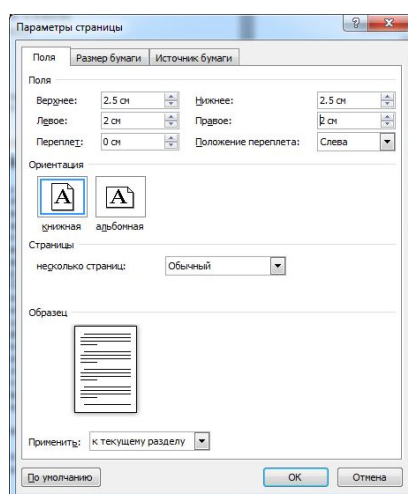 Параметры страницы
Поля Размер бумаги Источник бумаги
Поля
Верхнее: 2.5 см Нижнее: 2.5 см
Левое: 2 см Правое: 2 см
Переплет: 0 см Положение переплета: Слева
Ориентация
A A
книжная альбомная
Страницы
несколько страниц: Обычный
Образец
Применить: к текущему разделу
По умолчанию ОК Отмена